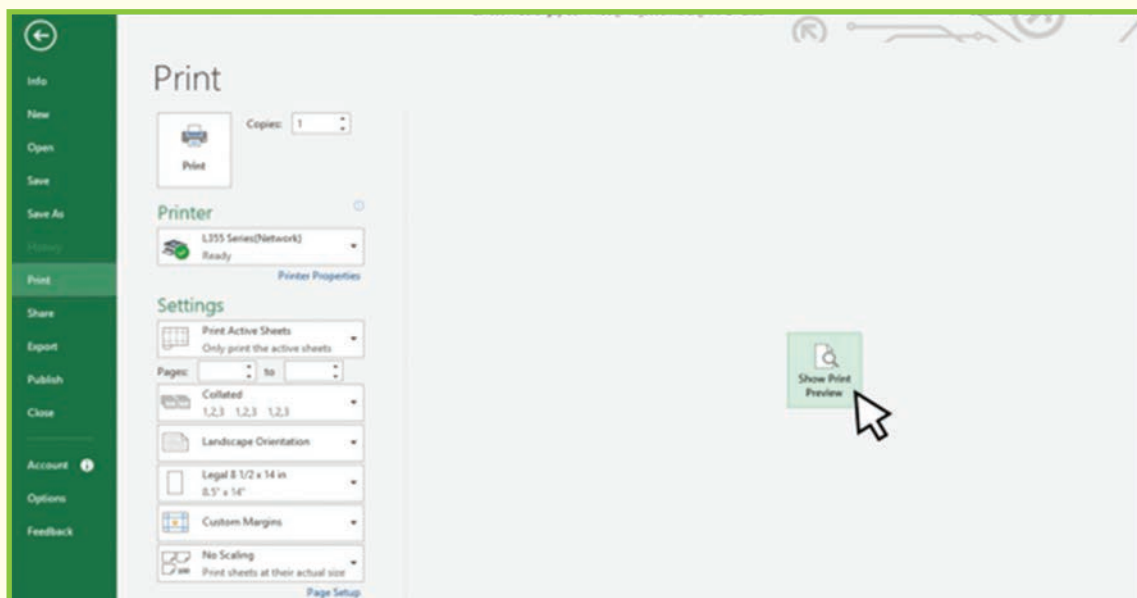 Info
New
Open
Save
Save As
History
Print
Share
Export
Publish
Close
Account
Options
Feedback
Print
Copies: 1
Print
Printer
L355 Series(Network)
Ready
Printer Properties
Settings
Print Active Sheets
Only print the active sheets
Pages: to
Collated
1,2,3 1,2,3 1,2,3
Landscape Orientation
Legal 8 1/2 x 14 in
8.5" x 14"
Custom Margins
No Scaling
Print sheets at their actual size
Page Setup
Show Print
Preview